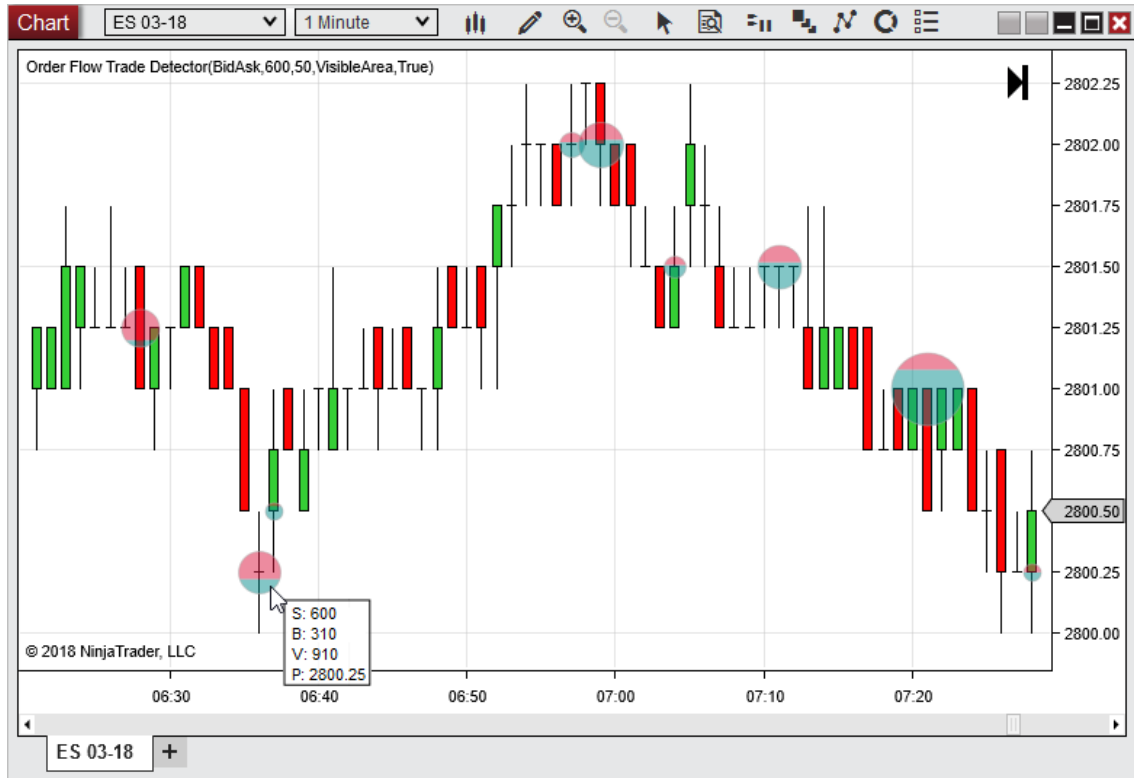 Chart
ES 03-18
1 Minute
Order Flow Trade Detector(BidAsk,600,50,VisibleArea,True)
2802.25
2802.00
2801.75
2801.50
2801.25
2801.00
2800.75
2800.50
2800.25
2800.00
S: 600
B: 310
V: 910
P: 2800.25
© 2018 NinjaTrader, LLC
06:30
06:40
06:50
07:00
07:10
07:20
ES 03-18
+